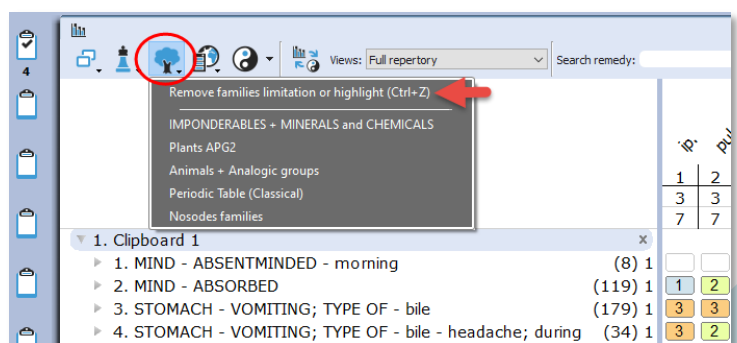 4
Views: Full repertory Search remedy:
Remove families limitation or highlight (Ctrl+Z)
IMPONDERABLES + MINERALS and CHEMICALS
Plants APG2
Animals + Analogic groups
Periodic Table (Classical)
Nosodes families
ip.
1 2
3 3
7 7
1. Clipboard 1 x
1. MIND - ABSENTMINDED - morning (8) 1
2. MIND - ABSORBED (119) 1 1 2
3. STOMACH - VOMITING; TYPE OF - bile (179) 1 3 3
4. STOMACH - VOMITING; TYPE OF - bile - headache; during (34) 1 3 2